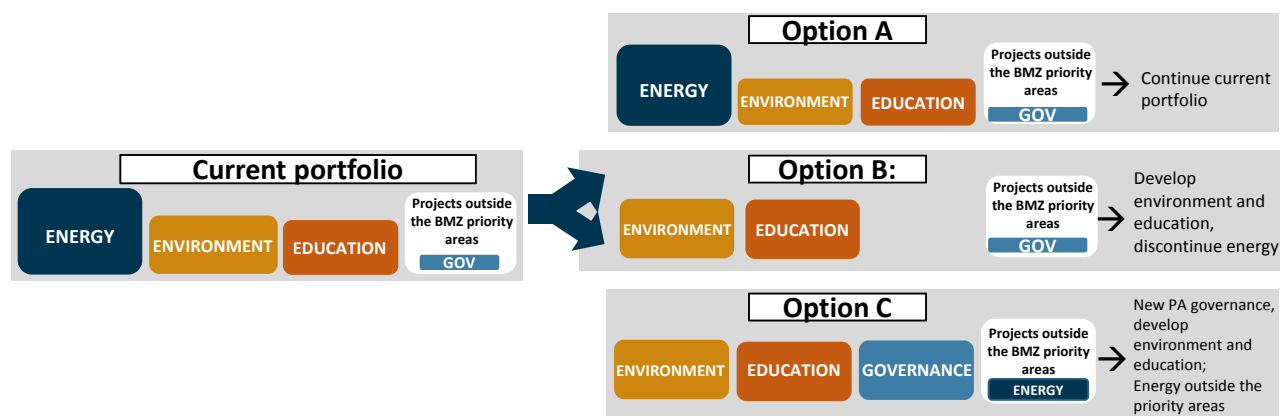 Current portfolio
ENERGY
ENVIRONMENT
EDUCATION
Projects outside
the BMZ priority
areas
GOV
Option A
ENERGY
ENVIRONMENT
EDUCATION
Projects outside
the BMZ priority
areas
GOV
→ Continue current
portfolio
Option B:
ENVIRONMENT
EDUCATION
Projects outside
the BMZ priority
areas
GOV
→ Develop
environment and
education,
discontinue energy
Option C
ENVIRONMENT
EDUCATION
GOVERNANCE
Projects outside
the BMZ priority
areas
ENERGY
→ New PA governance,
develop
environment and
education;
Energy outside the
priority areas